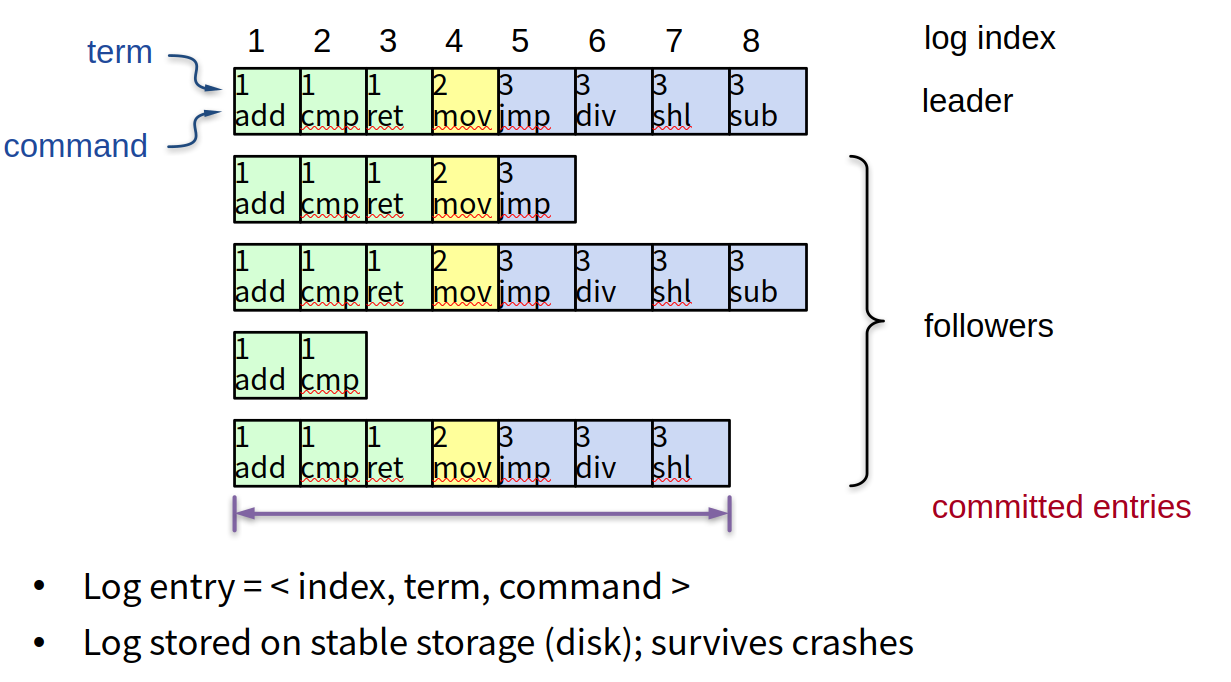 1 2 3 4 5 6 7 8 log index
term
1 1 1 2 3 3 3 3
leader
add cmp ret mov jmp div shl sub
command
1 1 1 2 3
add cmp ret mov jmp
1 1 1 2 3 3 3 3
add cmp ret mov jmp div shl sub
followers
1 1
add cmp
1 1 1 2 3 3 3
add cmp ret mov jmp div shl
committed entries
• Log entry = < index, term, command >
• Log stored on stable storage (disk); survives crashes